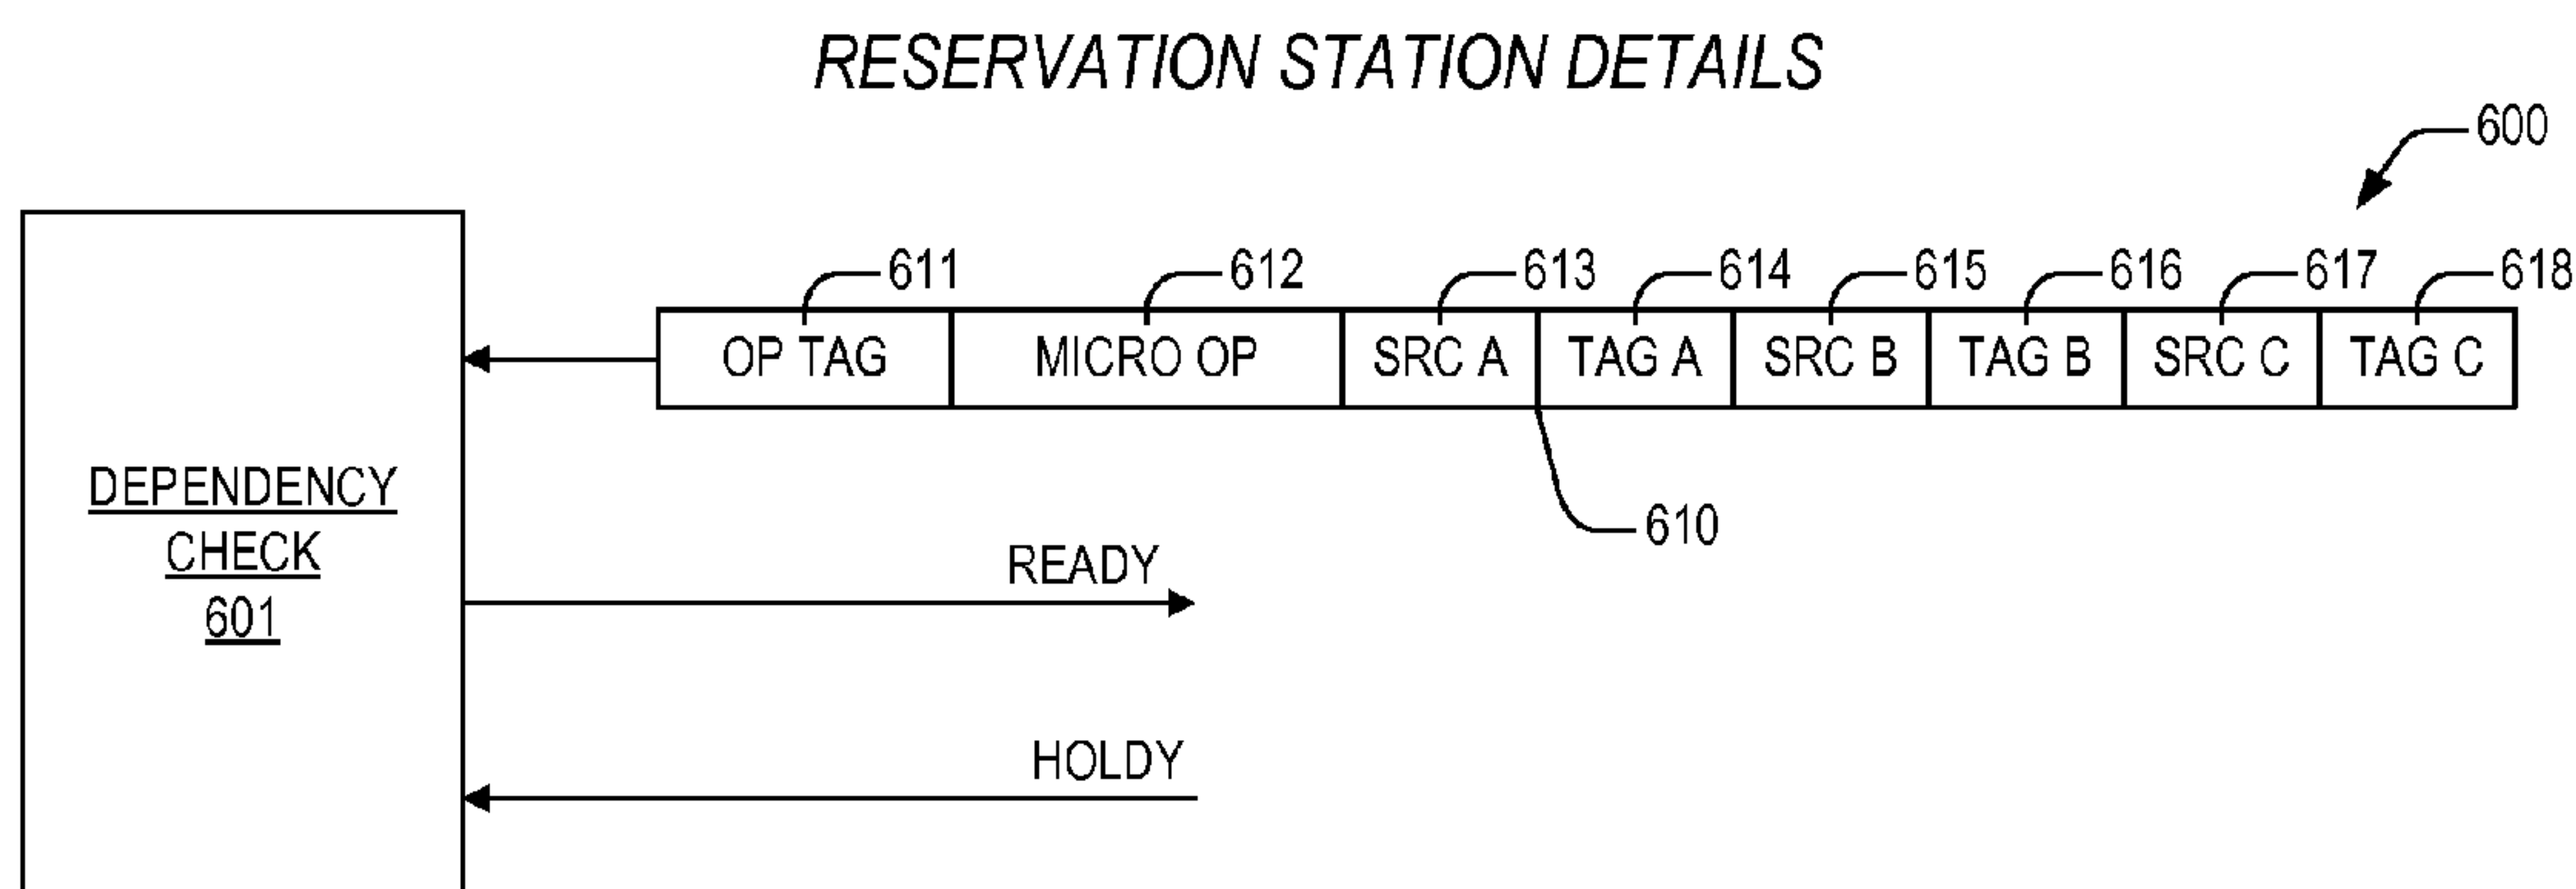 RESERVATION STATION DETAILS
600
611 612 613 614 615 616 617 618
OP TAG MICRO OP SRC A TAG A SRC B TAG B SRC C TAG C
DEPENDENCY
CHECK
601
610
READY
HOLDY